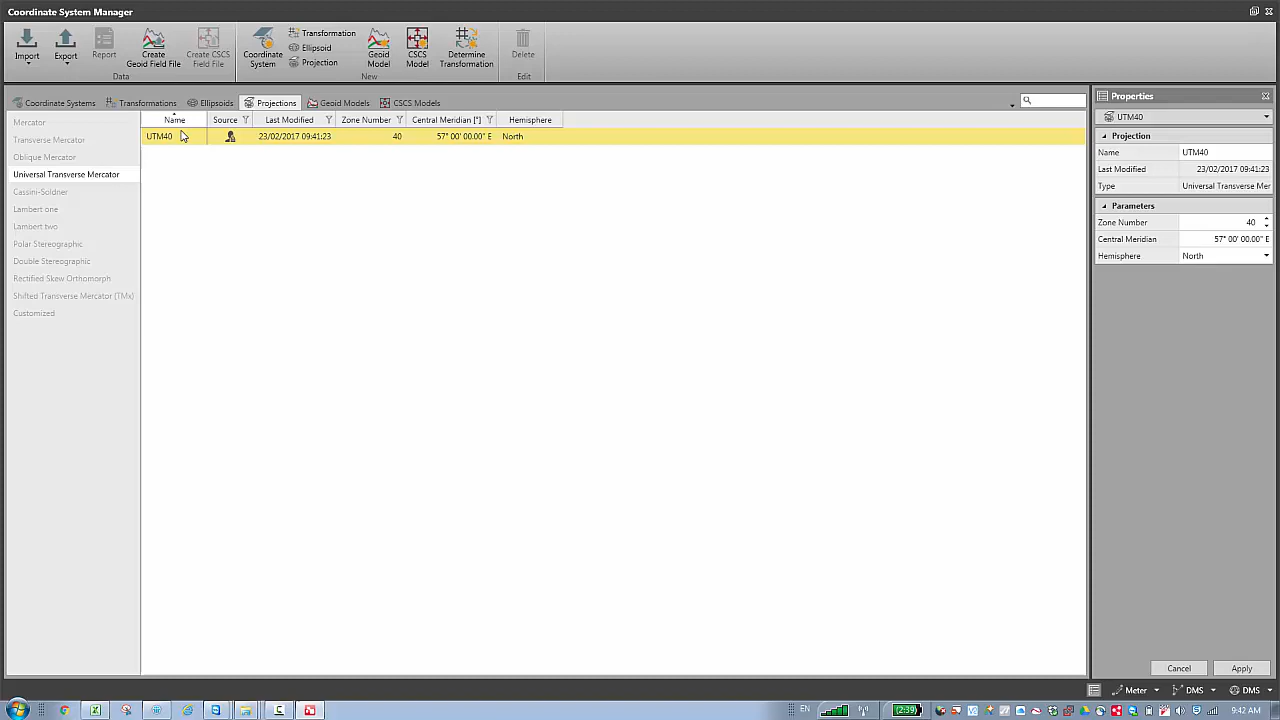 Coordinate System Manager
Import
Export
Report
Create
Geoid Field File
Create CSCS
Field File
Data
Coordinate
System
Transformation
Ellipsoid
Projection
Geoid
Model
CSCS
Model
Determine
Transformation
New
Delete
Edit
Coordinate Systems
Transformations
Ellipsoids
Projections
Geoid Models
CSCS Models
Mercator
Transverse Mercator
Oblique Mercator
Universal Transverse Mercator
Cassini-Soldner
Lambert one
Lambert two
Polar Stereographic
Double Stereographic
Rectified Skew Orthomorph
Shifted Transverse Mercator [TMx]
Customized
Name Source Last Modified Zone Number Central Meridian [°] Hemisphere
UTM40 23/02/2017 09:41:23 40 57° 00' 00.00" E North
Properties
UTM40
Projection
Name UTM40
Last Modified 23/02/2017 09:41:23
Type Universal Transverse Mer
Parameters
Zone Number 40
Central Meridian 57° 00' 00.00" E
Hemisphere North
Cancel Apply
Meter DMS DMS
EN (2:39) 9:42 AM